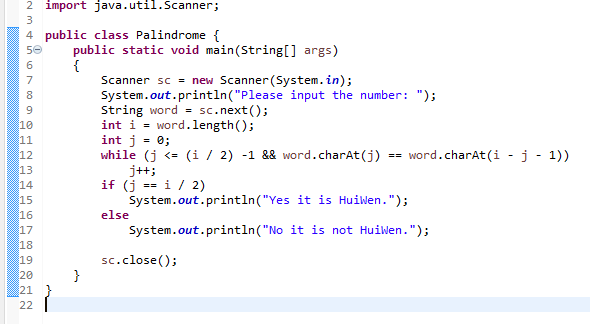 2 import java.util.Scanner;
3
4 public class Palindrome {
5 public static void main(String[] args)
6 {
7 Scanner sc = new Scanner(System.in);
8 System.out.println("Please input the number: ");
9 String word = sc.next();
10 int i = word.length();
11 int j = 0;
12 while (j <= (i / 2) -1 && word.charAt(j) == word.charAt(i - j - 1))
13 j++;
14 if (j == i / 2)
15 System.out.println("Yes it is HuiWen.");
16 else
17 System.out.println("No it is not HuiWen.");
18
19 sc.close();
20 }
21 }
22